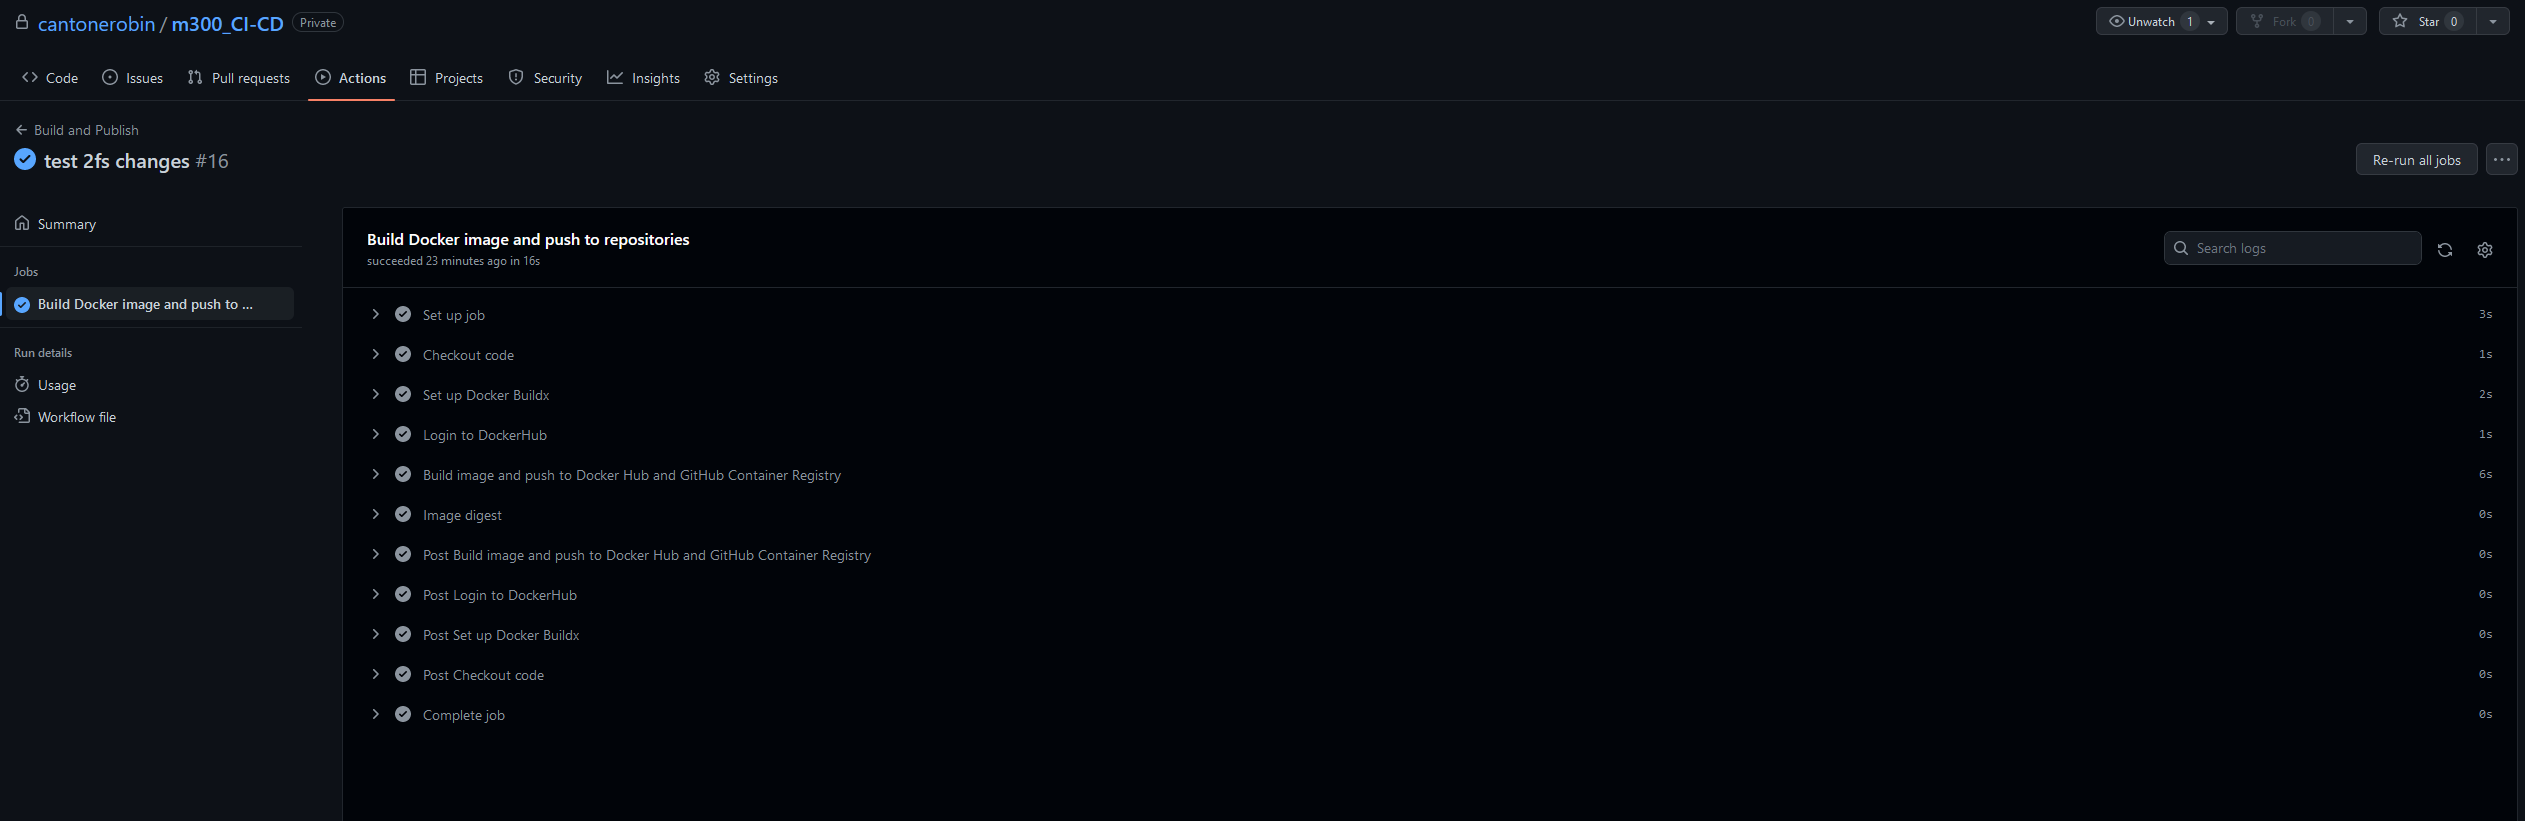 cantonerobin / m300_CI-CD Private
Unwatch 1 Fork 0 Star 0
Code Issues Pull requests Actions Projects Security Insights Settings
Build and Publish
test 2fs changes #16
Re-run all jobs
Summary
Jobs
Build Docker image and push to ...
Run details
Usage
Workflow file
Build Docker image and push to repositories
succeeded 23 minutes ago in 16s
Search logs
Set up job 3s
Checkout code 1s
Set up Docker Buildx 2s
Login to DockerHub 1s
Build image and push to Docker Hub and GitHub Container Registry 6s
Image digest 0s
Post Build image and push to Docker Hub and GitHub Container Registry 0s
Post Login to DockerHub 0s
Post Set up Docker Buildx 0s
Post Checkout code 0s
Complete job 0s